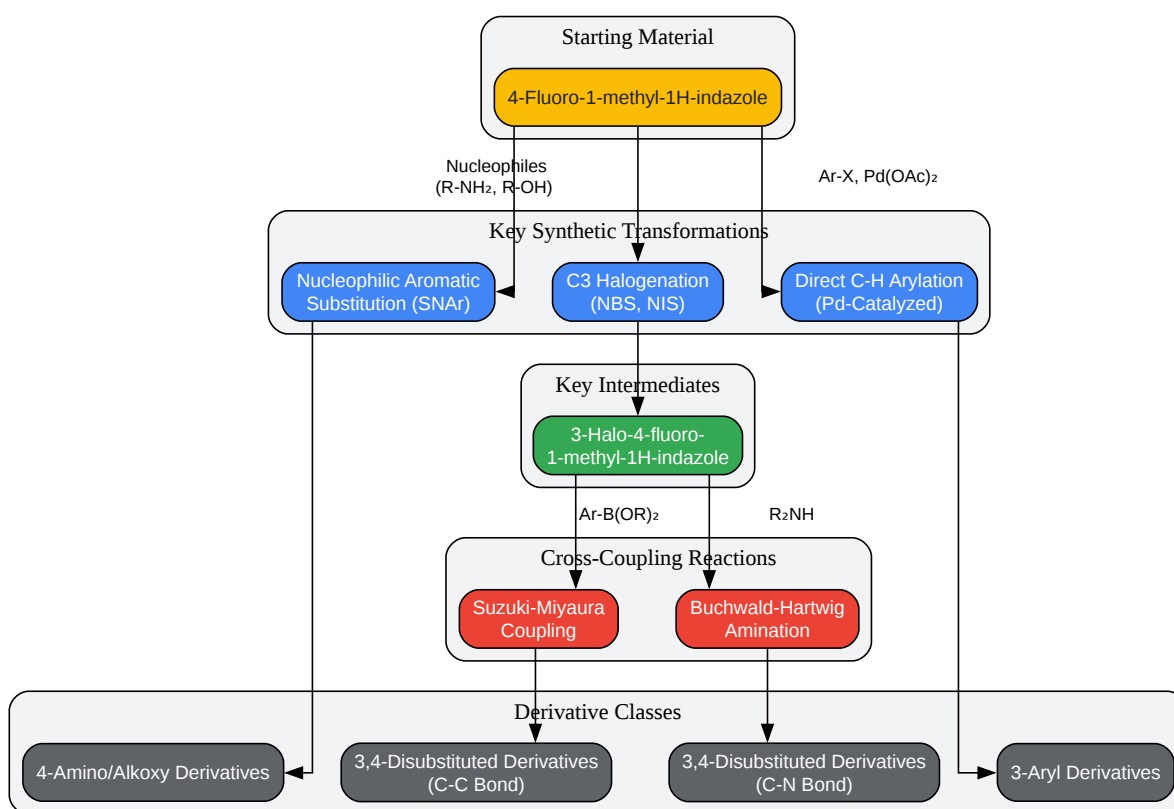 Starting Material
4-Fluoro-1-methyl-1H-indazole
Nucleophiles
(R-NH₂, R-OH)
Ar-X, Pd(OAc)₂
Key Synthetic Transformations
Nucleophilic Aromatic
Substitution (SNAr)
C3 Halogenation
(NBS, NIS)
Direct C-H Arylation
(Pd-Catalyzed)
Key Intermediates
3-Halo-4-fluoro-
1-methyl-1H-indazole
Ar-B(OR)₂
R₂NH
Cross-Coupling Reactions
Suzuki-Miyaura
Coupling
Buchwald-Hartwig
Amination
Derivative Classes
4-Amino/Alkoxy Derivatives
3,4-Disubstituted Derivatives
(C-C Bond)
3,4-Disubstituted Derivatives
(C-N Bond)
3-Aryl Derivatives